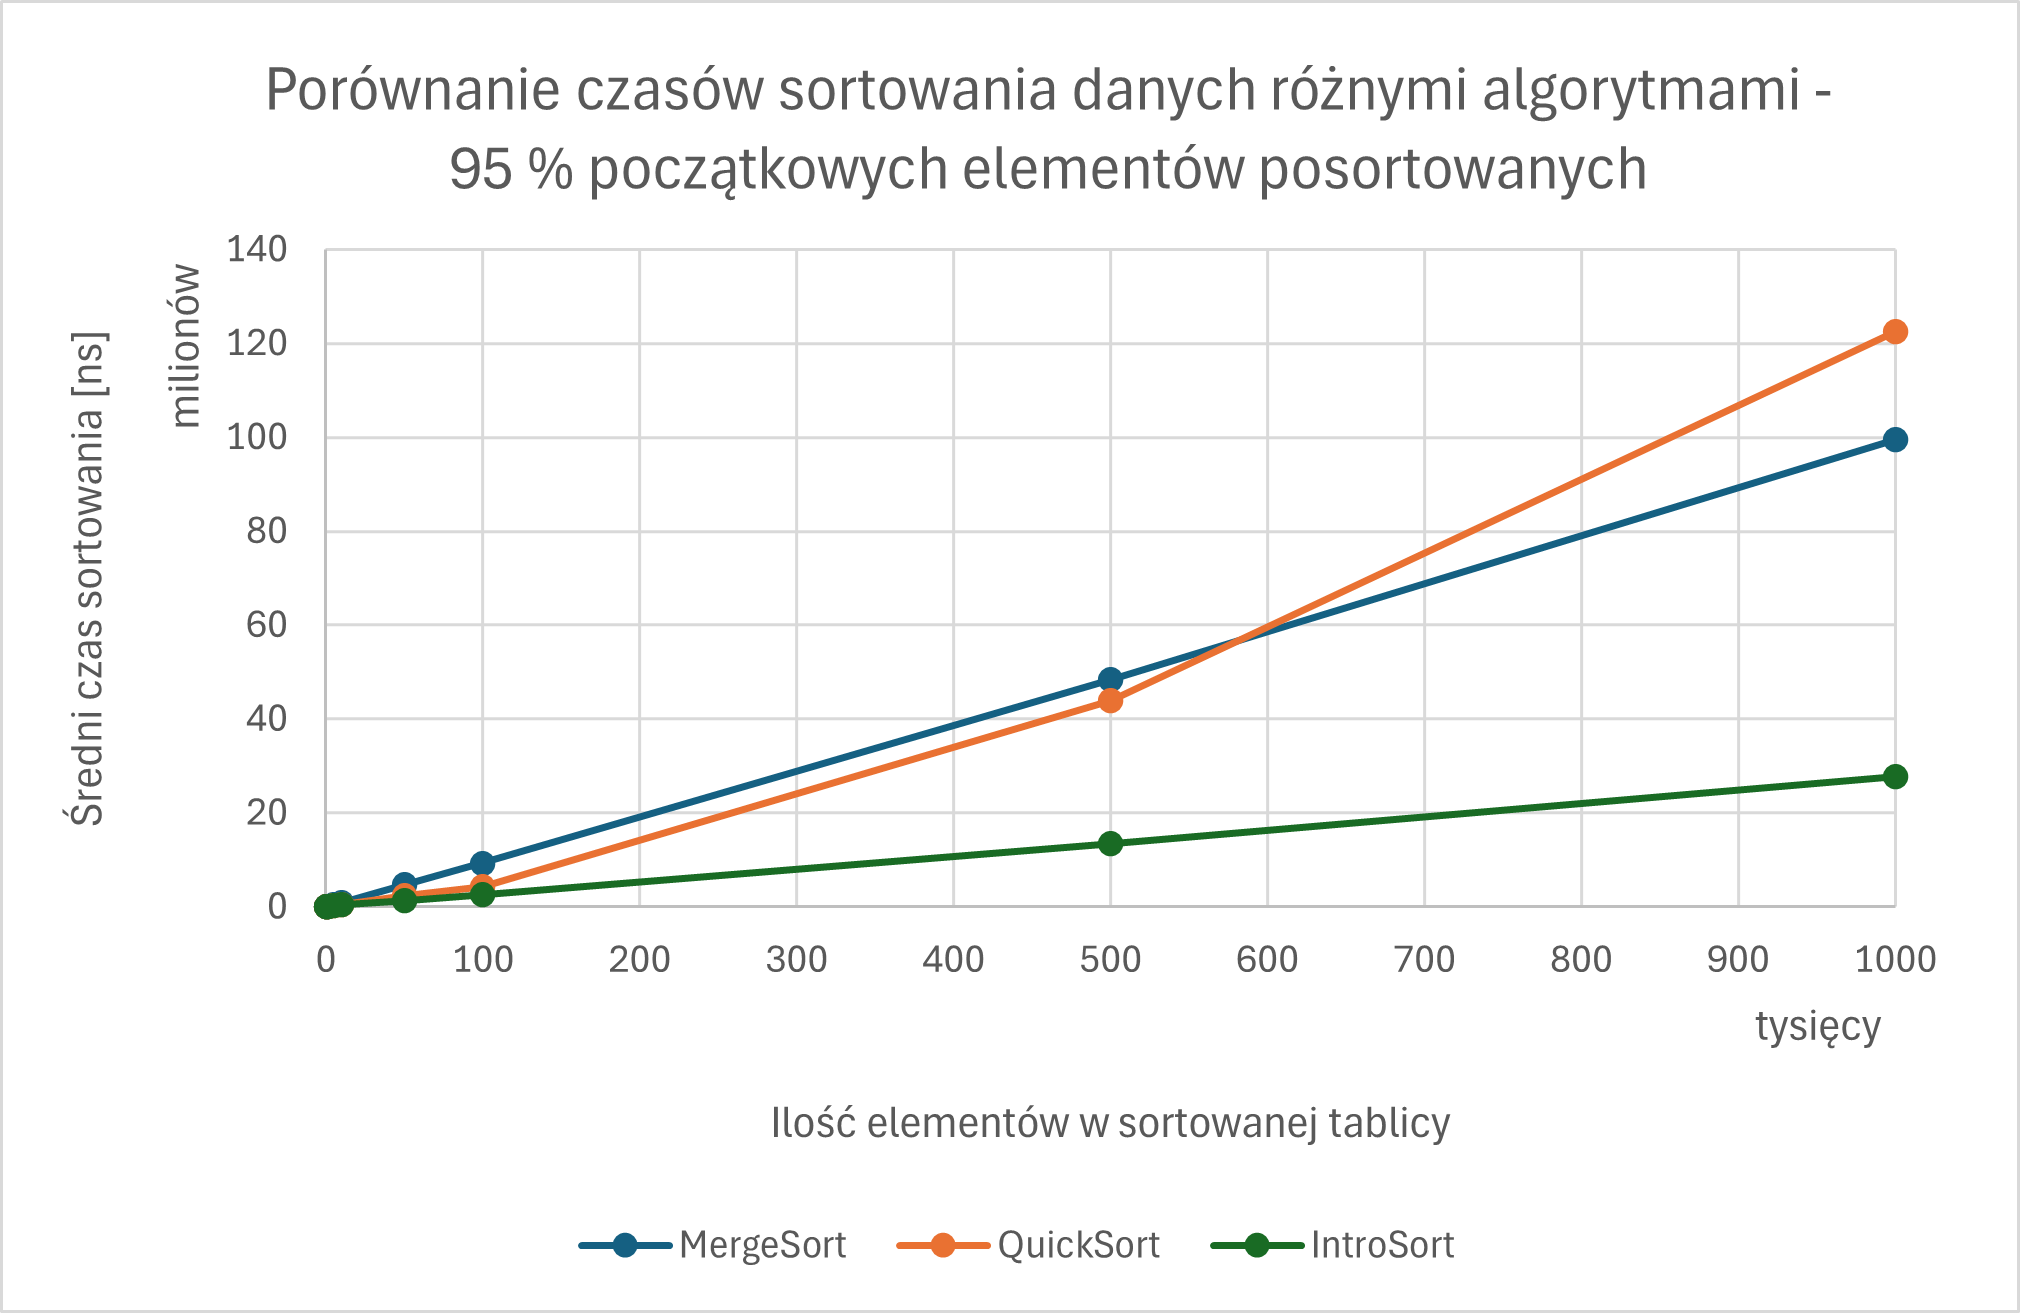 Porównanie czasów sortowania danych różnymi algorytmami -
95 % początkowych elementów posortowanych
Średni czas sortowania [ns]
milionów
140
120
100
80
60
40
20
0
0 100 200 300 400 500 600 700 800 900 1000
tysięcy
Ilość elementów w sortowanej tablicy
MergeSort QuickSort IntroSort